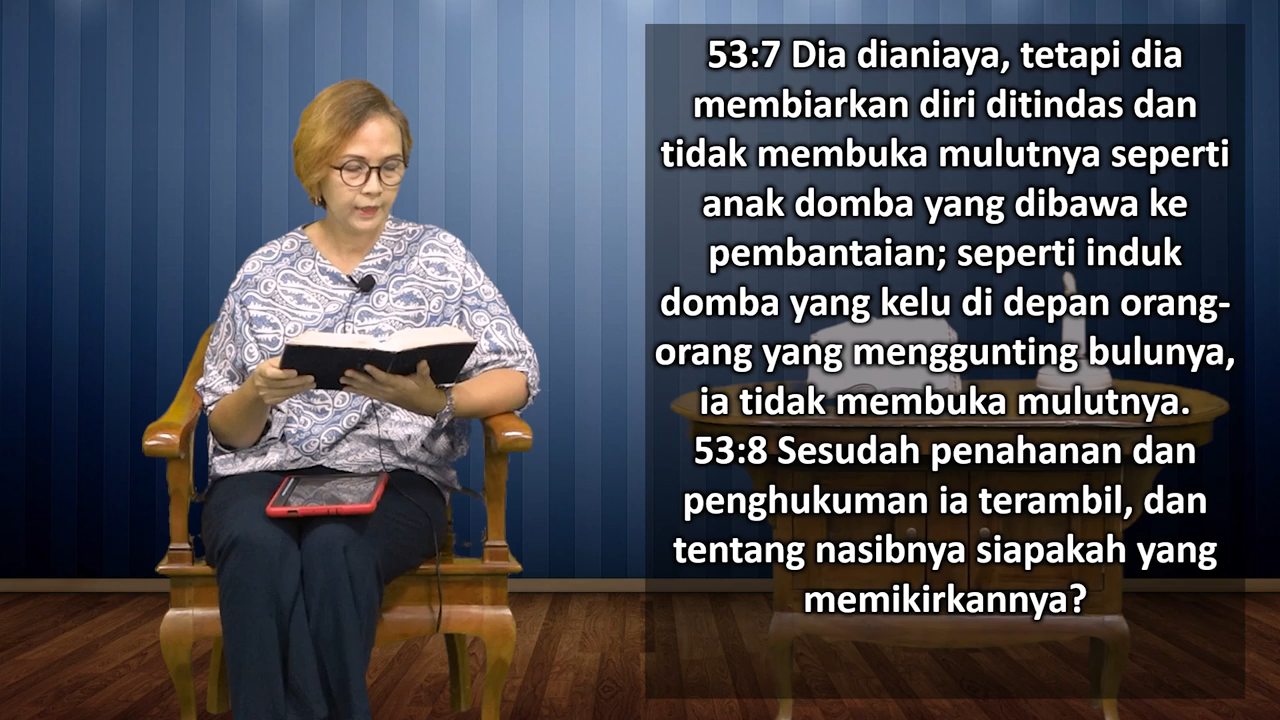 53:7 Dia dianiaya, tetapi dia
membiarkan diri ditindas dan
tidak membuka mulutnya seperti
anak domba yang dibawa ke
pembantaian; seperti induk
domba yang kelu di depan orang-
orang yang menggunting bulunya,
ia tidak membuka mulutnya.
53:8 Sesudah penahanan dan
penghukuman ia terambil, dan
tentang nasibnya siapakah yang
memikirkannya?